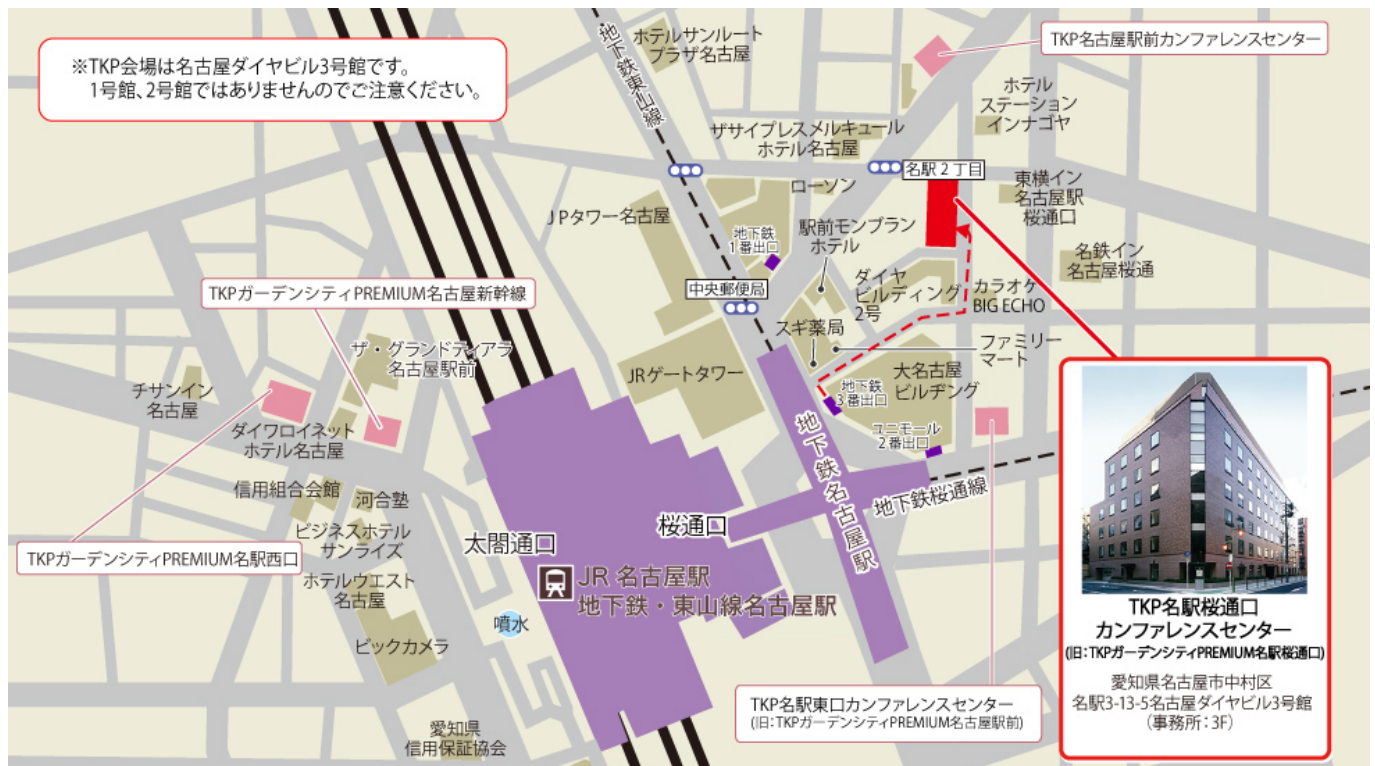 ※TKP会場は名古屋ダイヤビル3号館です。
1号館、2号館ではありませんのでご注意ください。
地下鉄東山線
ホテルサンルート
プラザ名古屋
TKP名古屋駅前カンファレンスセンター
ホテル
ステーション
インナゴヤ
ザサイプレスメルキュール
ホテル名古屋
名駅2丁目
ローソン
東横イン
名古屋駅
桜通口
JPタワー名古屋
地下鉄
1番出口
駅前モンブラン
ホテル
名鉄イン
名古屋桜通
中央郵便局
ダイヤ
ビルディング
2号
カラオケ
BIG ECHO
TKPガーデンシティPREMIUM名古屋新幹線
スギ薬局
ファミリー
マート
ザ・グランドティアラ
名古屋駅前
JRゲートタワー
大名古屋
ビルヂング
チサンイン
名古屋
地下鉄
3番出口
ダイワロイネット
ホテル名古屋
ユニモール
2番出口
地下鉄名古屋駅
信用組合会館
河合塾
地下鉄桜通線
ビジネスホテル
サンライズ
桜通口
太閤通口
TKPガーデンシティPREMIUM名駅西口
ホテルウエスト
名古屋
JR 名古屋駅
地下鉄・東山線名古屋駅
噴水
ビックカメラ
TKP名駅桜通口
カンファレンスセンター
(旧:TKPガーデンシティPREMIUM名駅桜通口)
愛知県名古屋市中村区
名駅3-13-5名古屋ダイヤビル3号館
(事務所:3F)
TKP名駅東口カンファレンスセンター
(旧:TKPガーデンシティPREMIUM名古屋駅前)
愛知県
信用保証協会